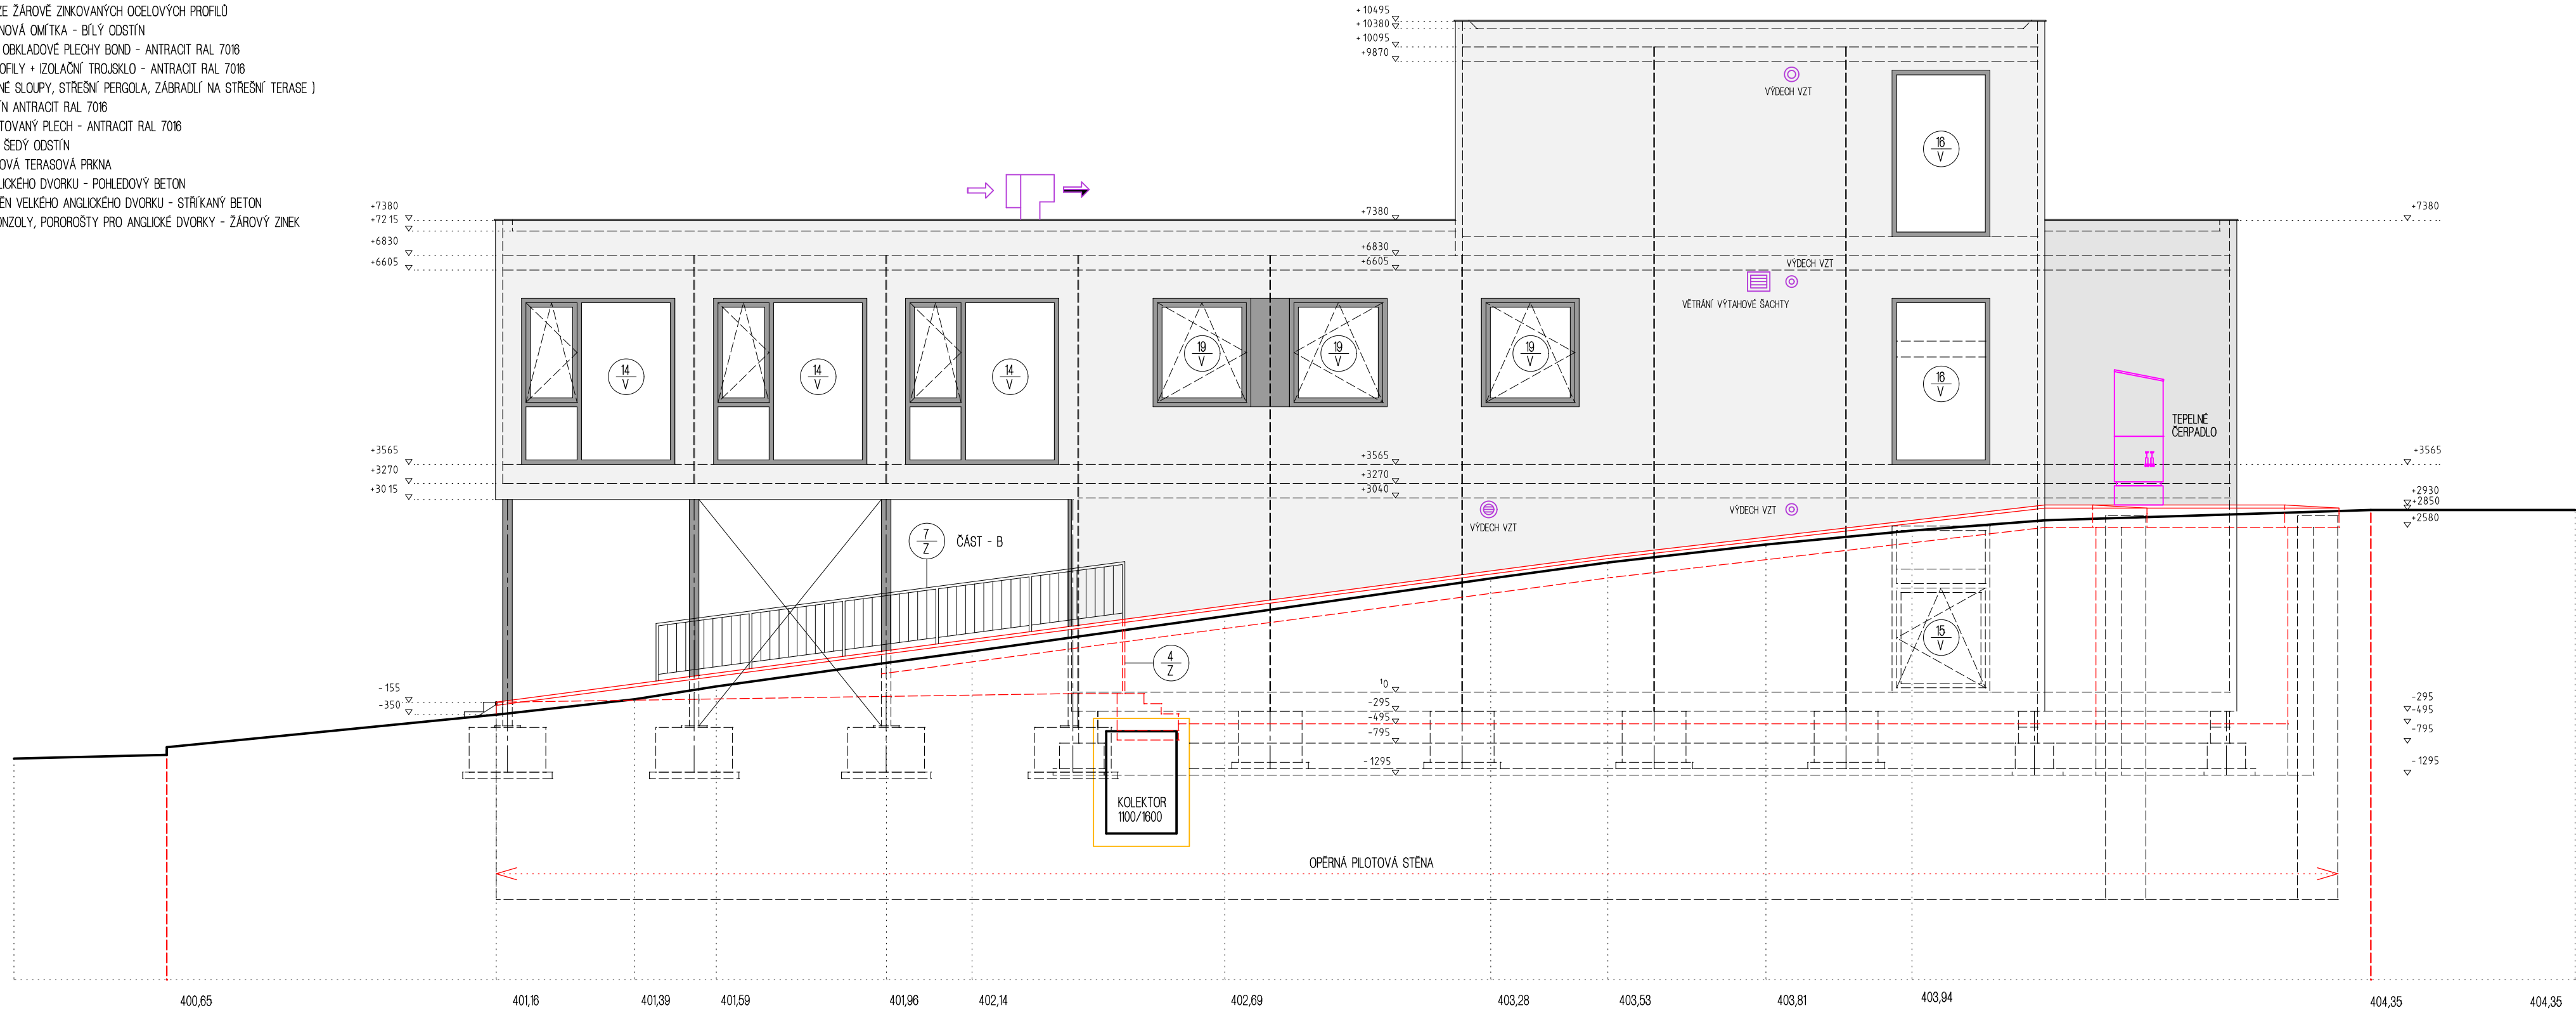 ZE ŽÁROVĚ ZINKOVANÝCH OCELOVÝCH PROFILŮ
NOVÁ OMÍTKA - BÍLÝ ODSTÍN
OBKLADOVÉ PLECHY BOND - ANTRACIT RAL 7016
OFILY + IZOLAČNÍ TROJSKLO - ANTRACIT RAL 7016
NÉ SLOUPY, STŘEŠNÍ PERGOLA, ZÁBRADLÍ NA STŘEŠNÍ TERASE )
ÍN ANTRACIT RAL 7016
TOVANÝ PLECH - ANTRACIT RAL 7016
ŠEDÝ ODSTÍN
OVÁ TERASOVÁ PRKNA
LICKÉHO DVORKU - POHLEDOVÝ BETON
ĚN VELKÉHO ANGLICKÉHO DVORKU - STŘÍKANÝ BETON
ONZOLY, POROROŠTY PRO ANGLICKÉ DVORKY - ŽÁROVÝ ZINEK
+10495
+10380
+10095
+9870
VÝDECH VZT
16
V
+7380
+7215
+6830
+6605
+7380
+6830
+6605
+7380
VÝDECH VZT
VĚTRÁNÍ VÝTAHOVÉ ŠACHTY
14
V
14
V
14
V
19
V
19
V
19
V
16
V
TEPELNÉ
ČERPADLO
+3565
+3270
+3015
+3565
+3270
+3040
+3565
+2930
+2850
+2580
VÝDECH VZT
VÝDECH VZT
7
Z
ČÁST - B
4
Z
15
V
-155
-350
±0
-295
-495
-795
-1295
-295
-495
-795
-1295
KOLEKTOR
1100/1600
OPĚRNÁ PILOTOVÁ STĚNA
400,65
401,16
401,39
401,59
401,96
402,14
402,69
403,28
403,53
403,81
403,94
404,35
404,35